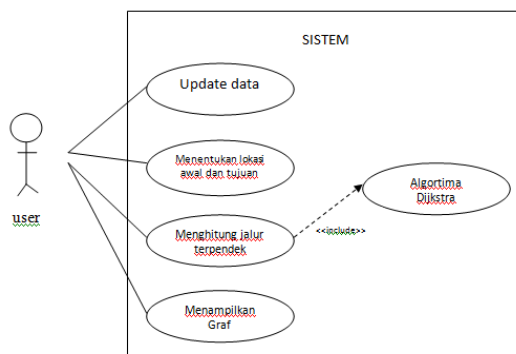 SISTEM
Update data
Menentukan lokasi
awal dan tujuan
Algortima
Dijkstra
user
Menghitung jalur
terpendek
<<include>>
Menampilkan
Graf